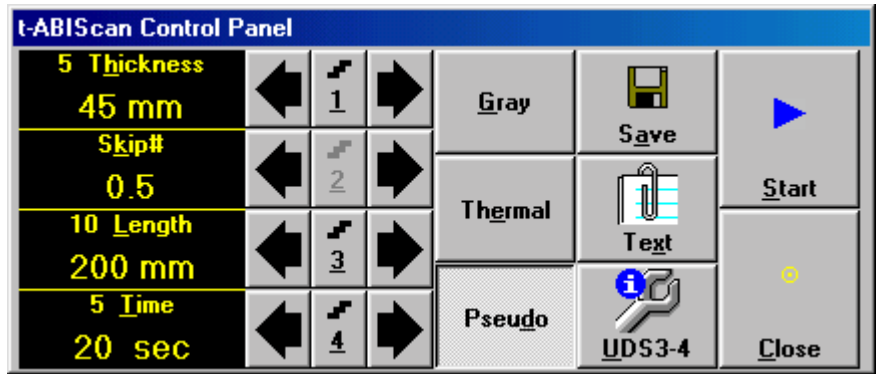 t-ABIScan Control Panel
5 Thickness
45 mm
1
Skip#
0.5
2
10 Length
200 mm
3
5 Time
20 sec
4
Gray
Thermal
Pseudo
Save
Text
UDS3-4
Start
Close